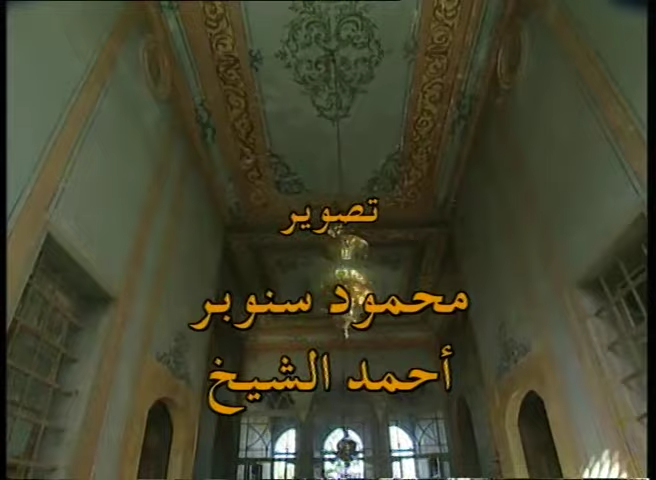 تصوير
محمود سنوبر
أحمد الشيخ